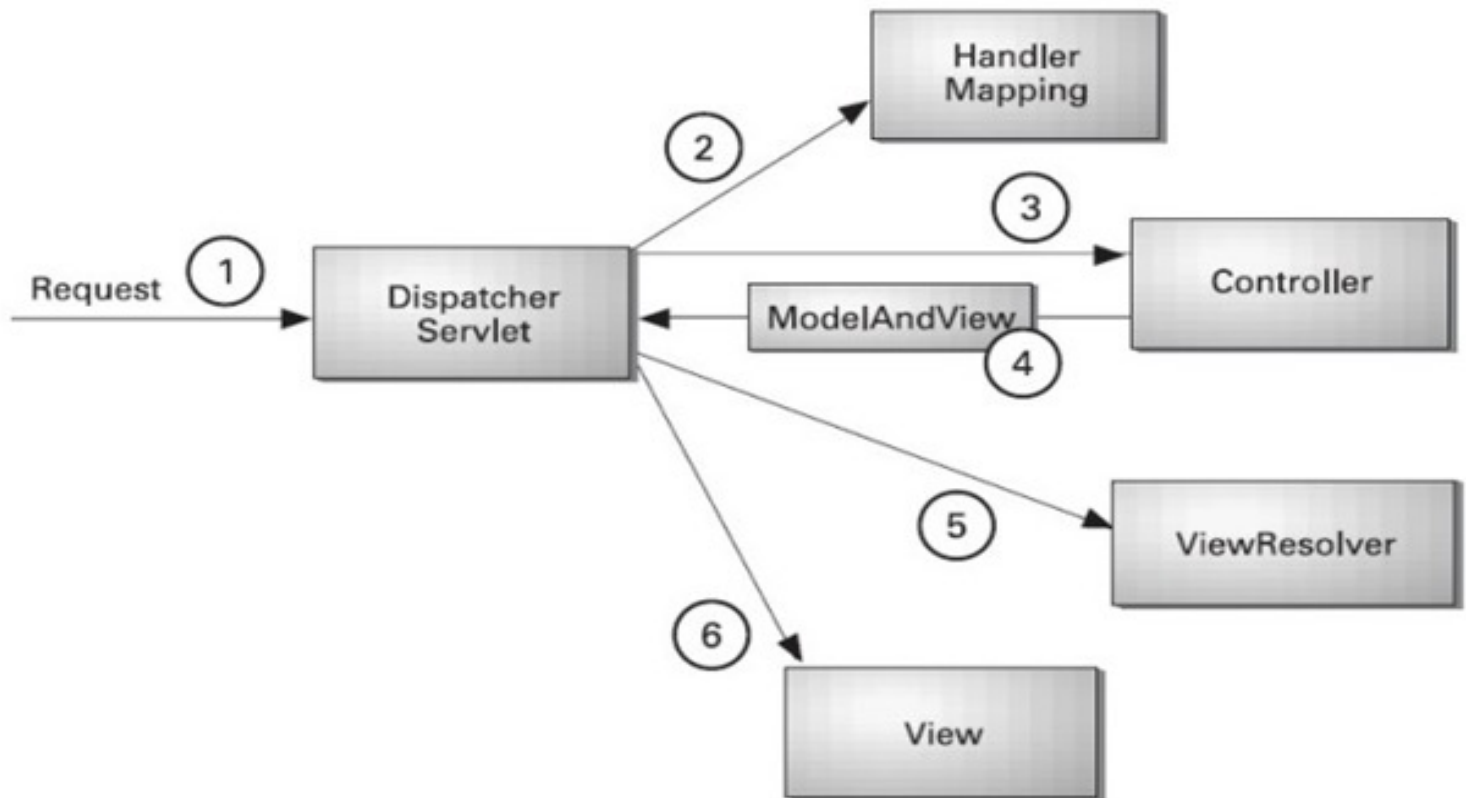 Handler
Mapping
2
3
Request
1
Dispatcher
Servlet
Controller
ModelAndView
4
5
ViewResolver
6
View